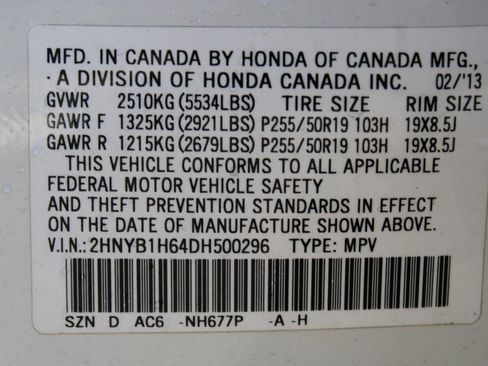 MFD. IN CANADA BY HONDA OF CANADA MFG.,
·A DIVISION OF HONDA CANADA INC. 02/'13
GVWR 2510KG(5534LBS) TIRE SIZE RIM SIZE
GAWR F 1325KG(2921LBS) P255/50R19 103H 19X8.5J
GAWR R 1215KG(2679LBS) P255/50R19 103H 19X8.5J
THIS VEHICLE CONFORMS TO ALL APPLICABLE
FEDERAL MOTOR VEHICLE SAFETY
AND THEFT PREVENTION STANDARDS IN EFFECT
ON THE DATE OF MANUFACTURE SHOWN ABOVE.
V.I.N.: 2HNYB1H64DH500296 TYPE: MPV
SZN D AC6 -NH677P -A -H